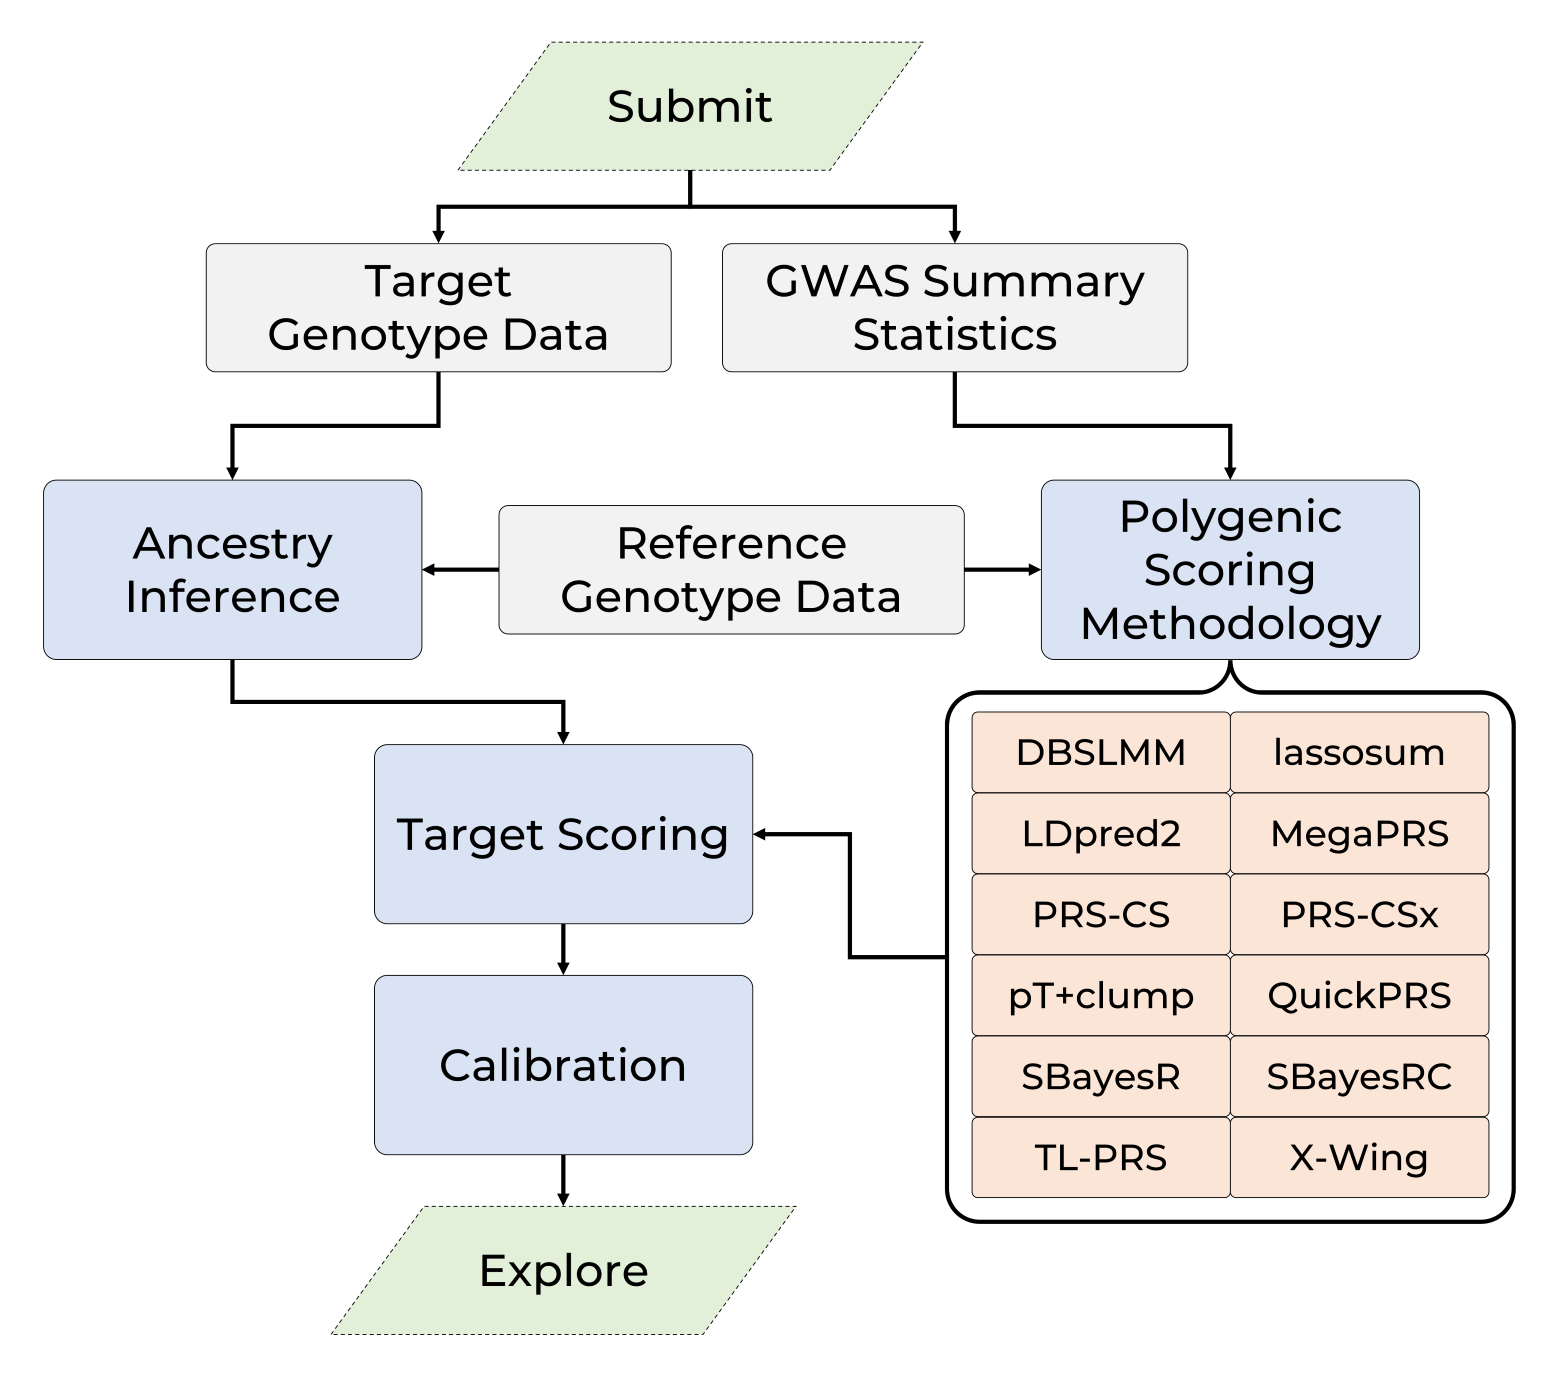 Submit
Target
Genotype Data
GWAS Summary
Statistics
Ancestry
Inference
Reference
Genotype Data
Polygenic
Scoring
Methodology
Target Scoring
Calibration
Explore
DBSLMM
lassosum
LDpred2
MegaPRS
PRS-CS
PRS-CSx
pT+clump
QuickPRS
SBayesR
SBayesRC
TL-PRS
X-Wing